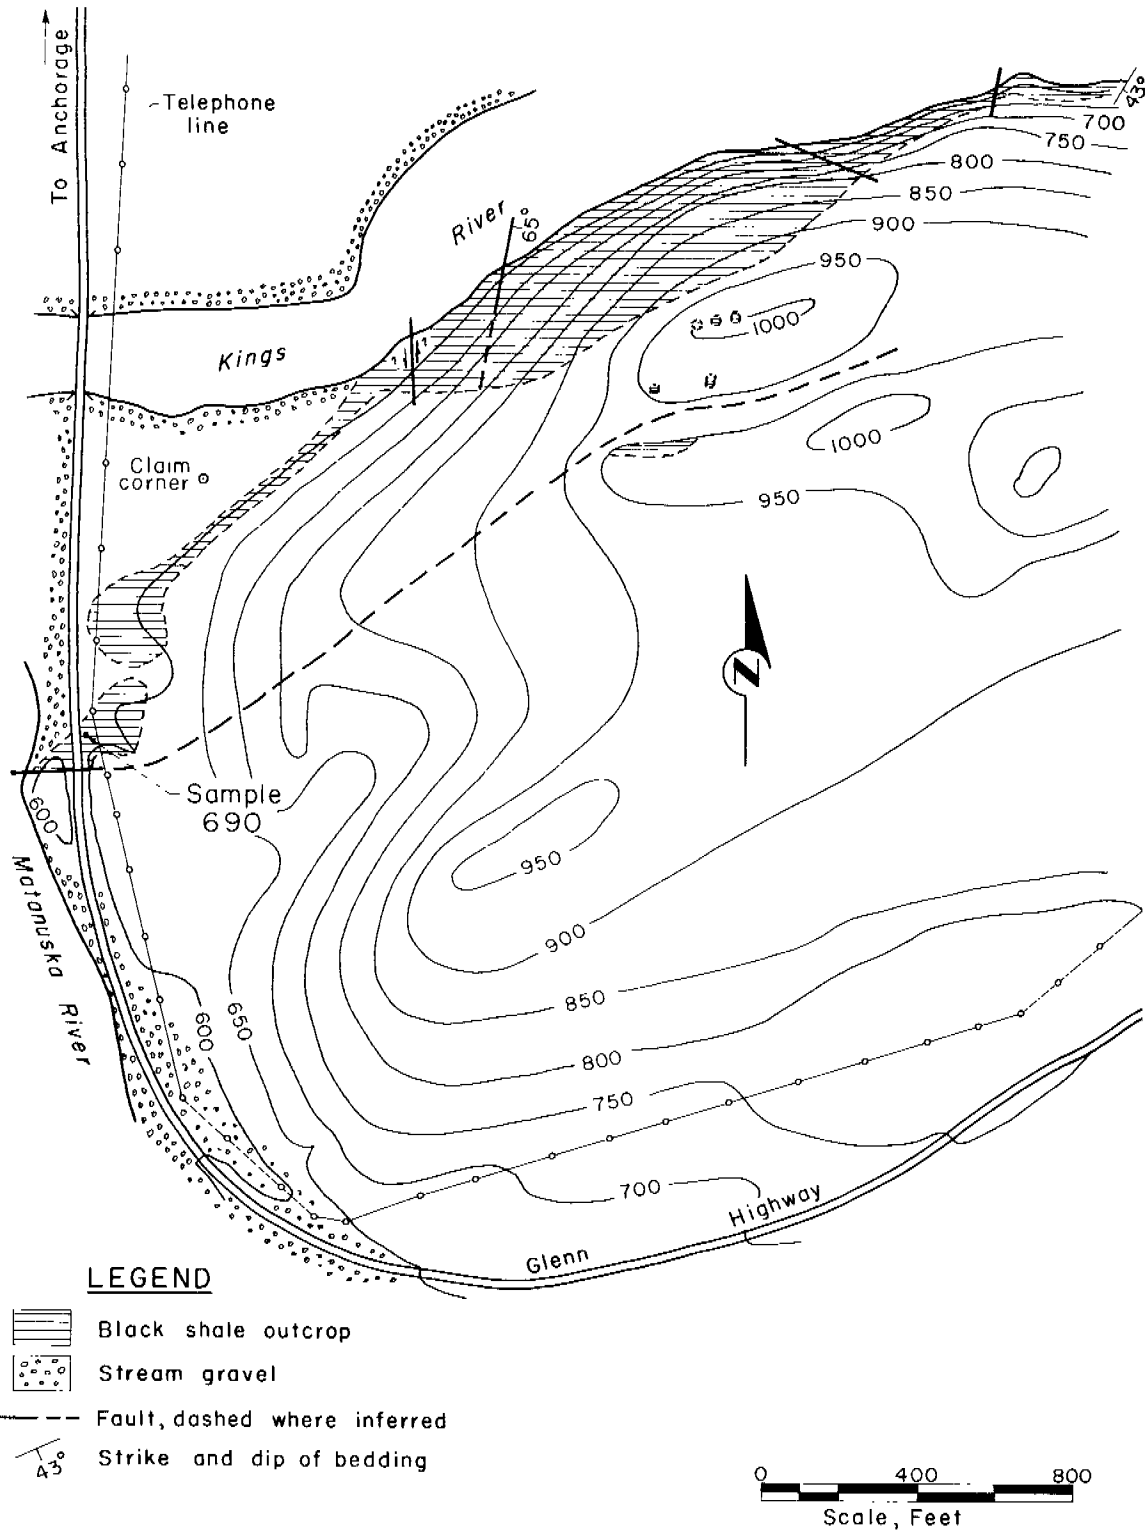 To Anchorage
Telephone
line
River
65°
43°
700
750
800
850
900
950
1000
Kings
1000
Claim
corner
950
N
Sample
690
600
950
Matanuska River
900
600
650
850
800
750
700
Glenn Highway
LEGEND
Black shale outcrop
Stream gravel
Fault, dashed where inferred
43°
Strike and dip of bedding
0 400 800
Scale, Feet